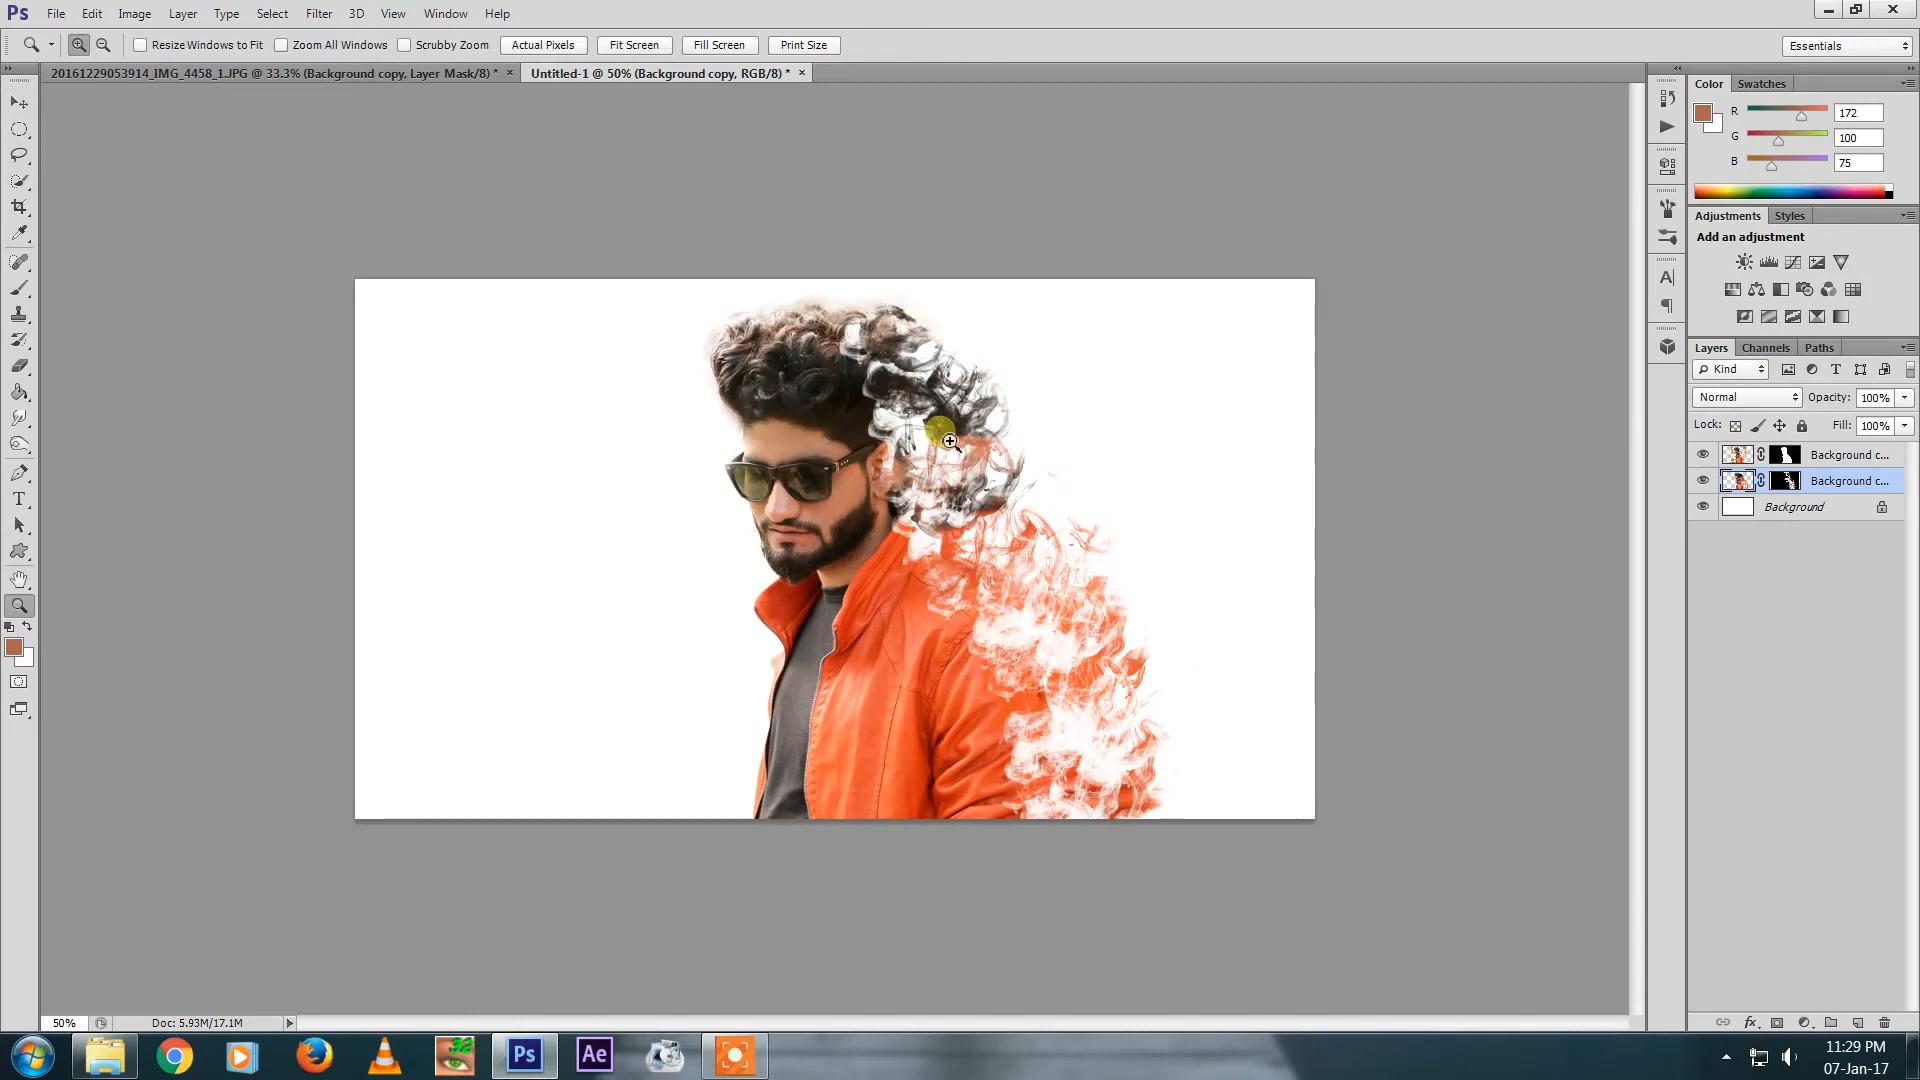 Ps File Edit Image Layer Type Select Filter 3D View Window Help
Resize Windows to Fit Zoom All Windows Scrubby Zoom Actual Pixels Fit Screen Fill Screen Print Size Essentials
20161229053914_IMG_4458_1.JPG @ 33.3% (Background copy, Layer Mask/8) * × Untitled-1 @ 50% (Background copy, RGB/8) * ×
Color Swatches
R 172
G 100
B 75
Adjustments Styles
Add an adjustment
Layers Channels Paths
Kind
Normal Opacity: 100%
Lock: Fill: 100%
Background c...
Background c...
Background
50% Doc: 5.93M/17.1M
32 Ps Ae
11:29 PM
07-Jan-17